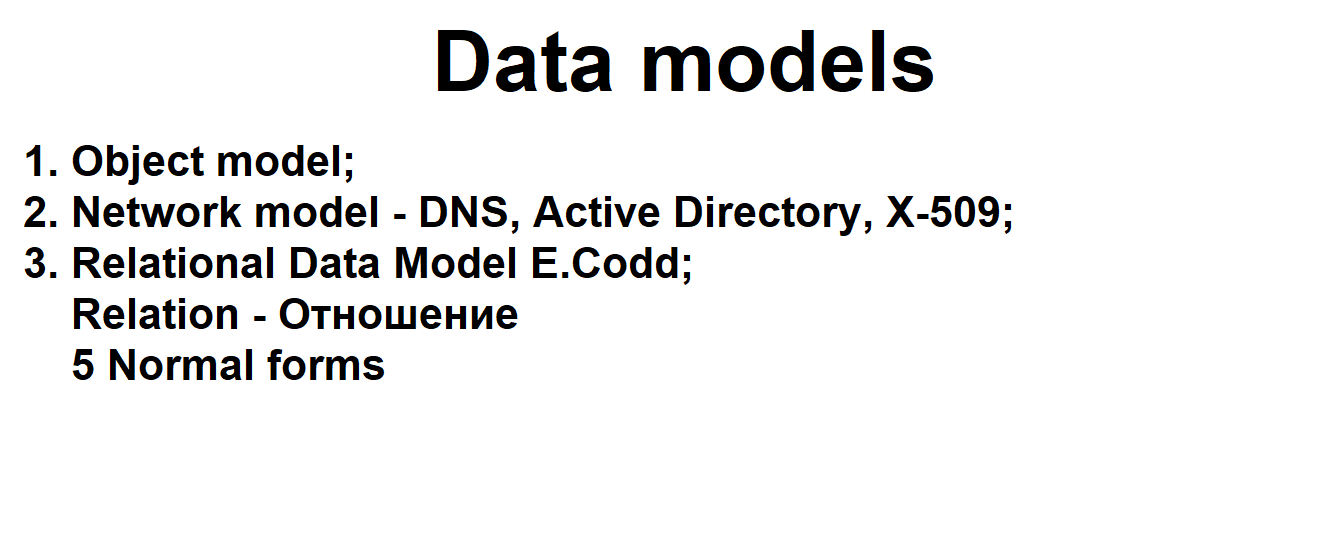 Data models
1. Object model;
2. Network model - DNS, Active Directory, X-509;
3. Relational Data Model E.Codd;
Relation - Отношение
5 Normal forms